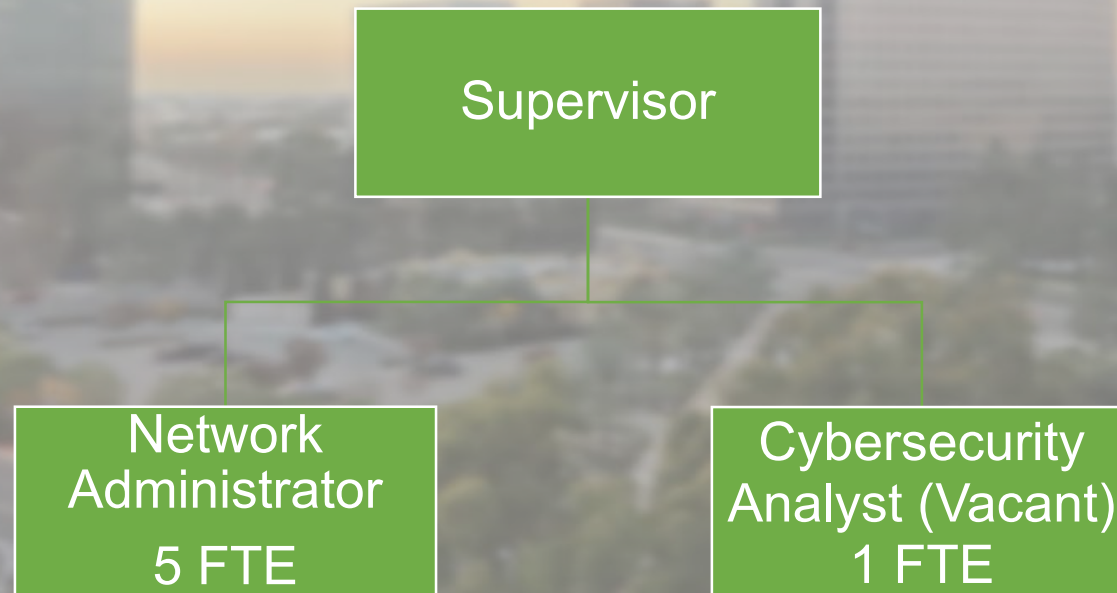 Supervisor
Network
Administrator
5 FTE
Cybersecurity
Analyst (Vacant)
1 FTE